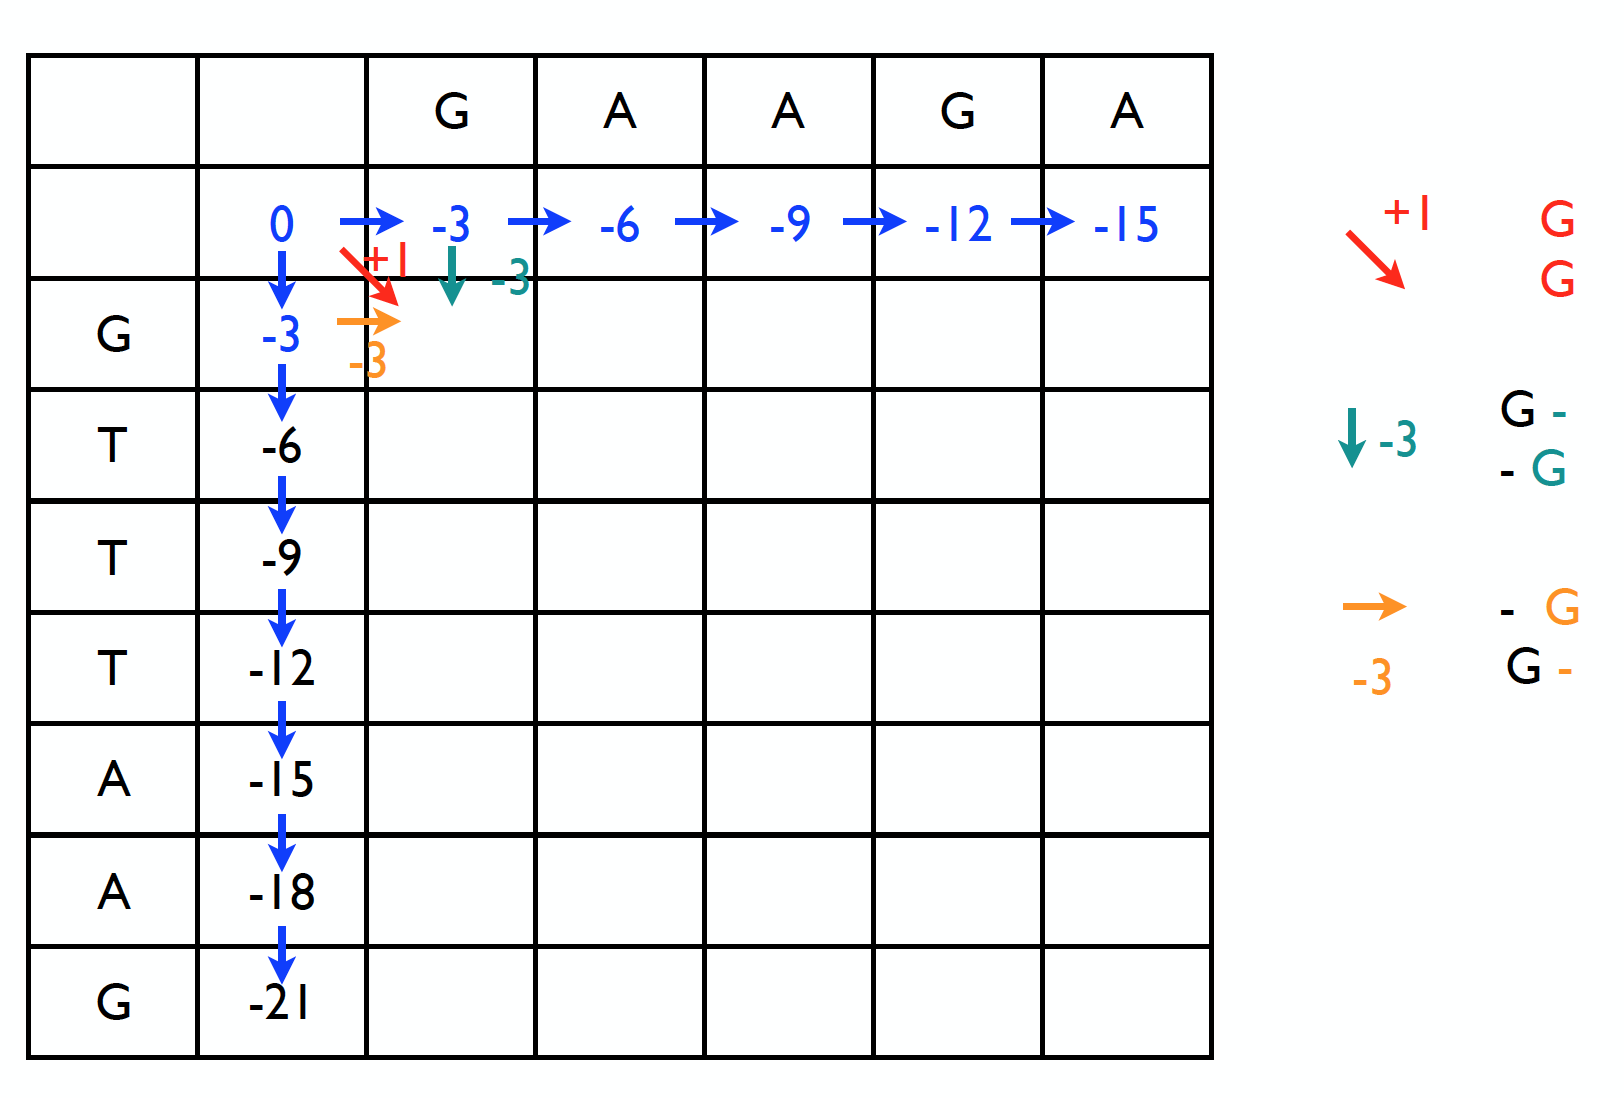 G A A G A
0 -3 -6 -9 -12 -15
+1 -3
G -3
-3
T -6
T -9
T -12
A -15
A -18
G -21
+1 G
G
G -
-3 - G
- G
-3 G -